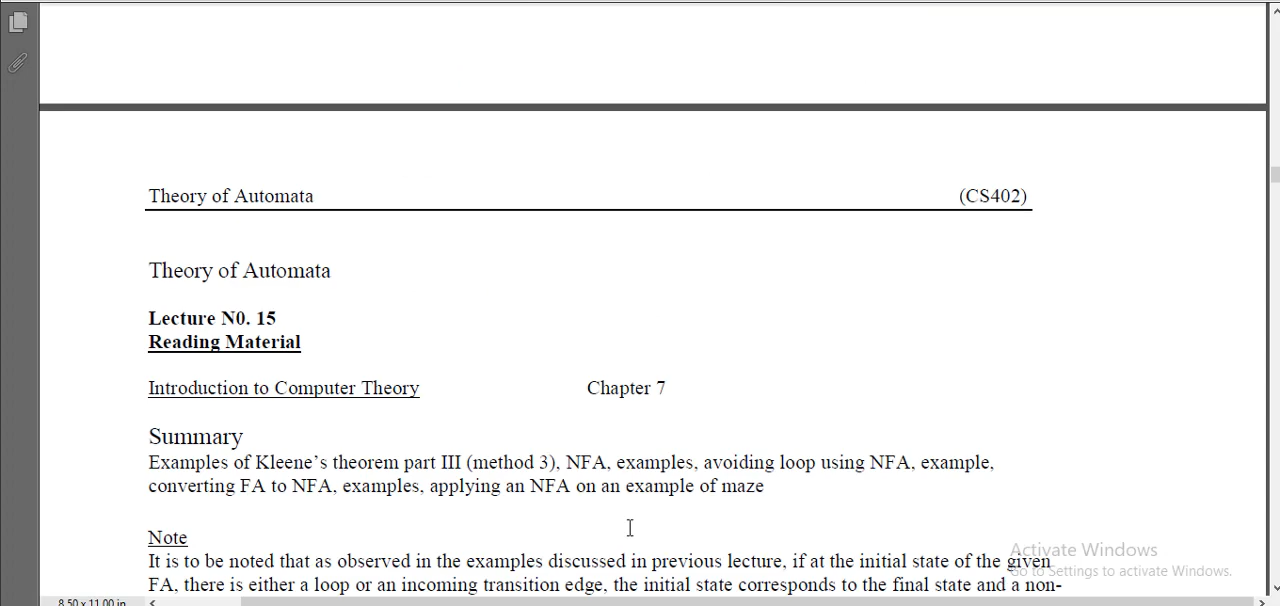 Theory of Automata (CS402)
Theory of Automata
Lecture N0. 15
Reading Material
Introduction to Computer Theory Chapter 7
Summary
Examples of Kleene's theorem part III (method 3), NFA, examples, avoiding loop using NFA, example,
converting FA to NFA, examples, applying an NFA on an example of maze
Note
Activate Windows
It is to be noted that as observed in the examples discussed in previous lecture, if at the initial state of the given
Go to Settings to activate Windows.
FA, there is either a loop or an incoming transition edge, the initial state corresponds to the final state and a non-
8.50 x 11.00 in